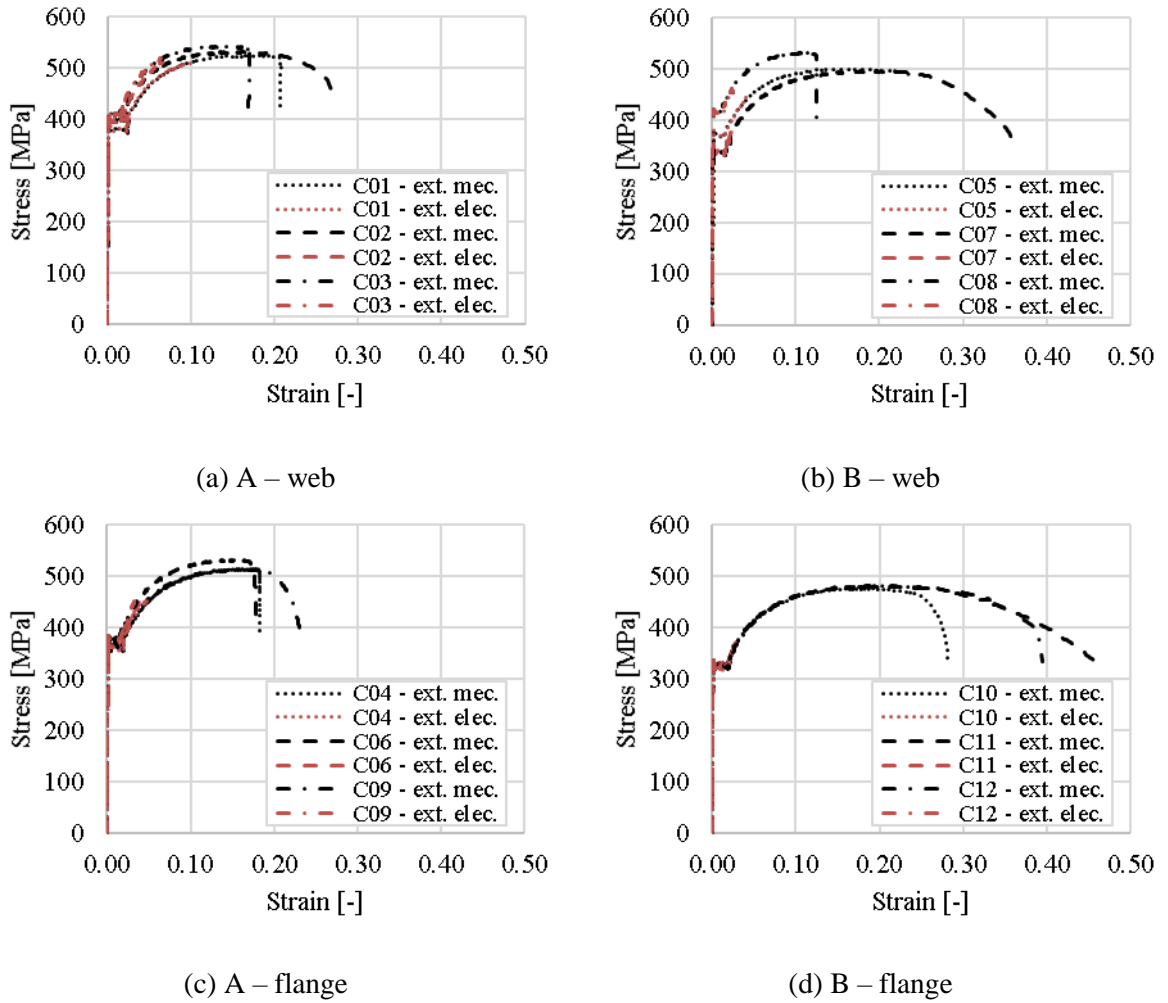 600
500
400
300
200
100
0
Stress [MPa]
C01 - ext. mec.
C01 - ext. elec.
C02 - ext. mec.
C02 - ext. elec.
C03 - ext. mec.
C03 - ext. elec.
0.00 0.10 0.20 0.30 0.40 0.50
Strain [-]
(a) A – web
600
500
400
300
200
100
0
Stress [MPa]
C05 - ext. mec.
C05 - ext. elec.
C07 - ext. mec.
C07 - ext. elec.
C08 - ext. mec.
C08 - ext. elec.
0.00 0.10 0.20 0.30 0.40 0.50
Strain [-]
(b) B – web
600
500
400
300
200
100
0
Stress [MPa]
C04 - ext. mec.
C04 - ext. elec.
C06 - ext. mec.
C06 - ext. elec.
C09 - ext. mec.
C09 - ext. elec.
0.00 0.10 0.20 0.30 0.40 0.50
Strain [-]
(c) A – flange
600
500
400
300
200
100
0
Stress [MPa]
C10 - ext. mec.
C10 - ext. elec.
C11 - ext. mec.
C11 - ext. elec.
C12 - ext. mec.
C12 - ext. elec.
0.00 0.10 0.20 0.30 0.40 0.50
Strain [-]
(d) B – flange